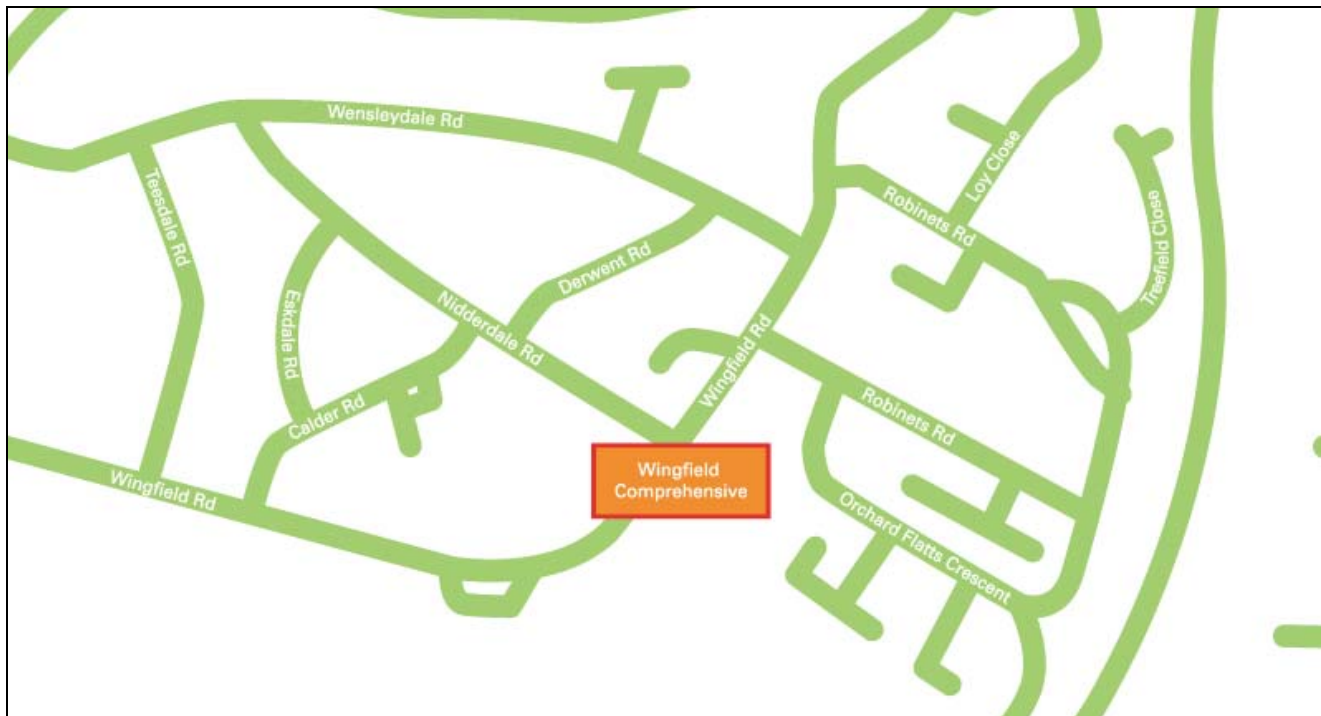 Wensleydale Rd
Teesdale Rd
Loy Close
Robinets Rd
Treefield Close
Derwent Rd
Eskdale Rd
Nidderdale Rd
Wingfield Rd
Calder Rd
Robinets Rd
Wingfield
Comprehensive
Wingfield Rd
Orchard Flatts Crescent